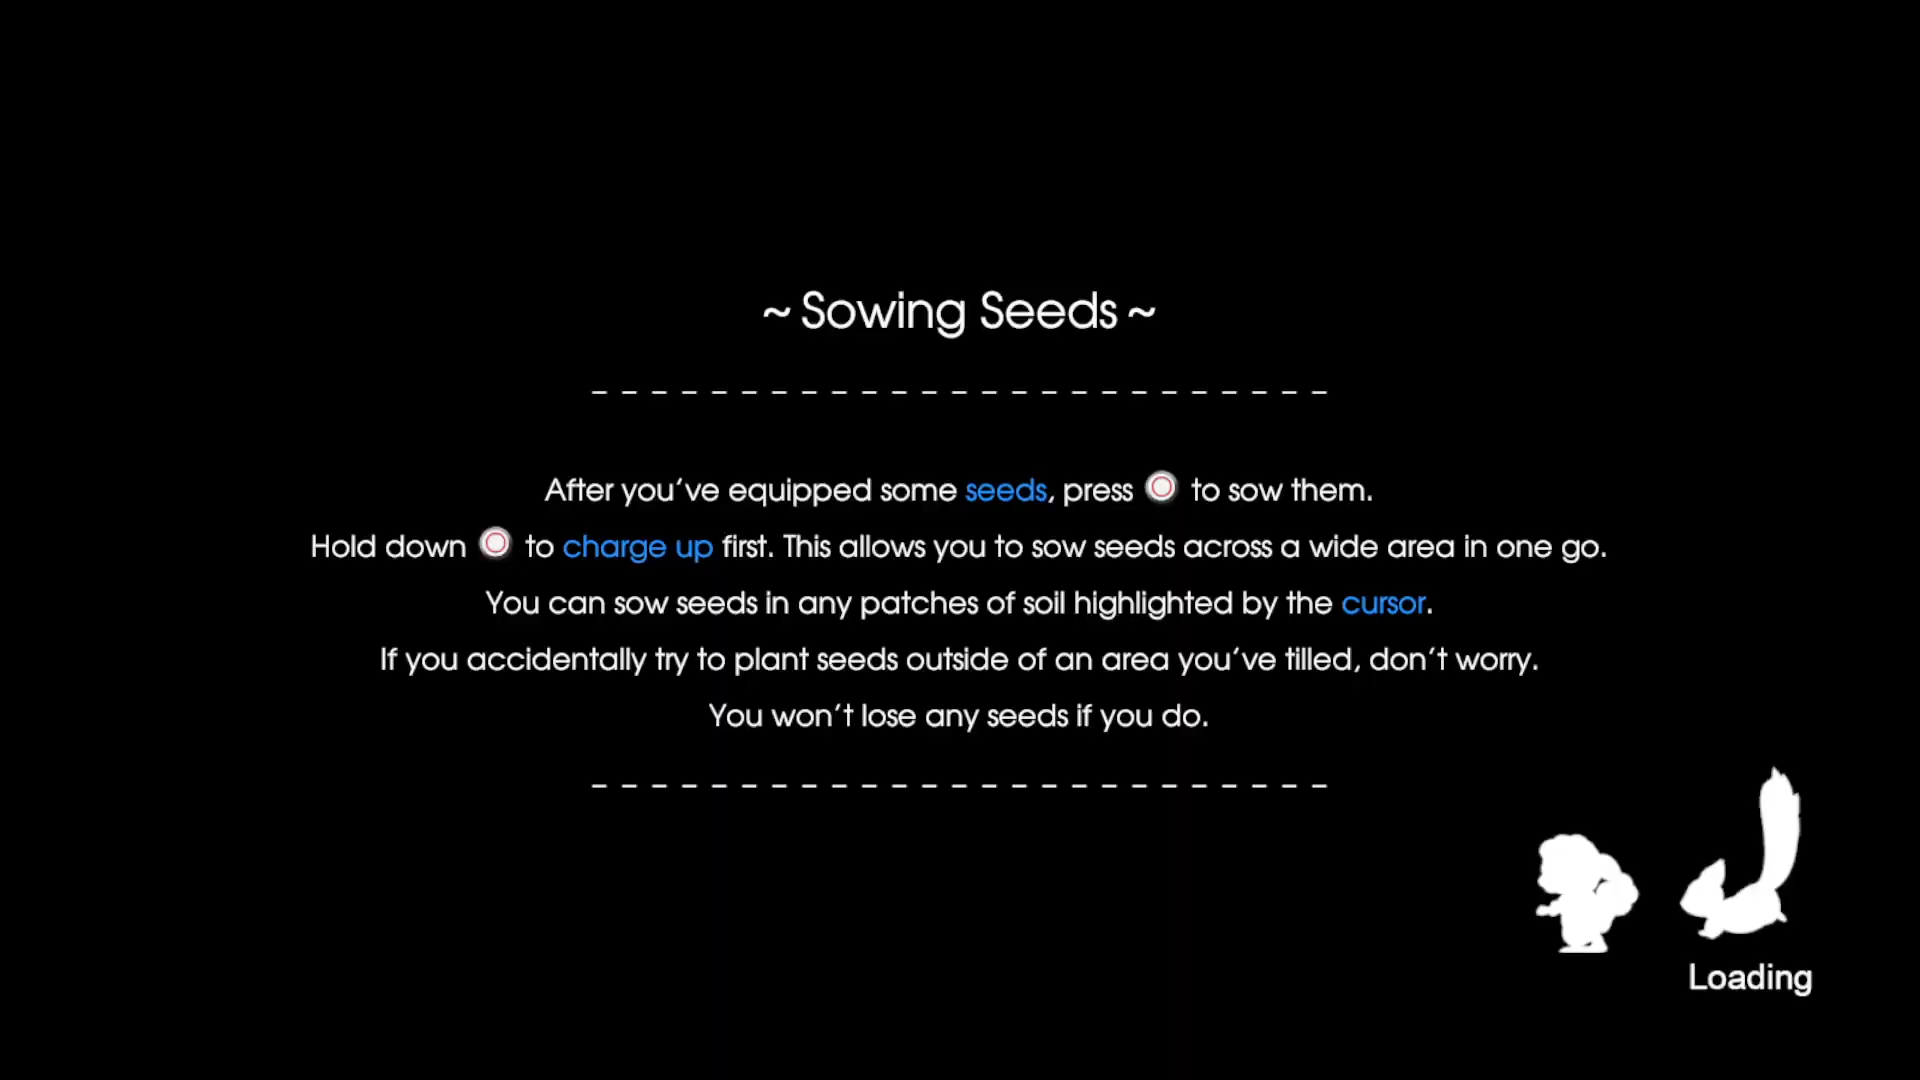 ~ Sowing Seeds ~
– – – – – – – – – – – – – – – – – – – – – – – – –
After you've equipped some seeds, press ◯ to sow them.
Hold down ◯ to charge up first. This allows you to sow seeds across a wide area in one go.
You can sow seeds in any patches of soil highlighted by the cursor.
If you accidentally try to plant seeds outside of an area you've tilled, don't worry.
You won't lose any seeds if you do.
– – – – – – – – – – – – – – – – – – – – – – – – –
Loading